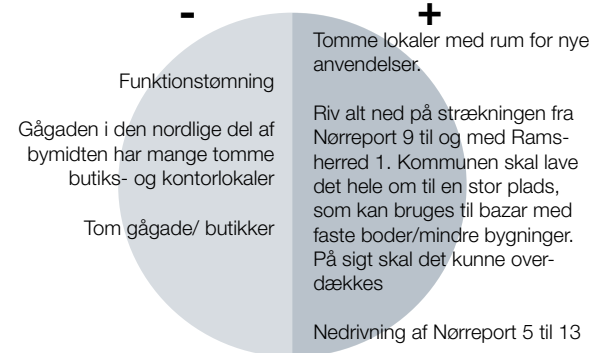 -
Funktionstømning
Gågaden i den nordlige del af
bymidten har mange tomme
butiks- og kontorlokaler
Tom gågade/ butikker
+
Tomme lokaler med rum for nye
anvendelser.
Riv alt ned på strækningen fra
Nørreport 9 til og med Rams-
herred 1. Kommunen skal lave
det hele om til en stor plads,
som kan bruges til bazar med
faste boder/mindre bygninger.
På sigt skal det kunne over-
dækkes
Nedrivning af Nørreport 5 til 13